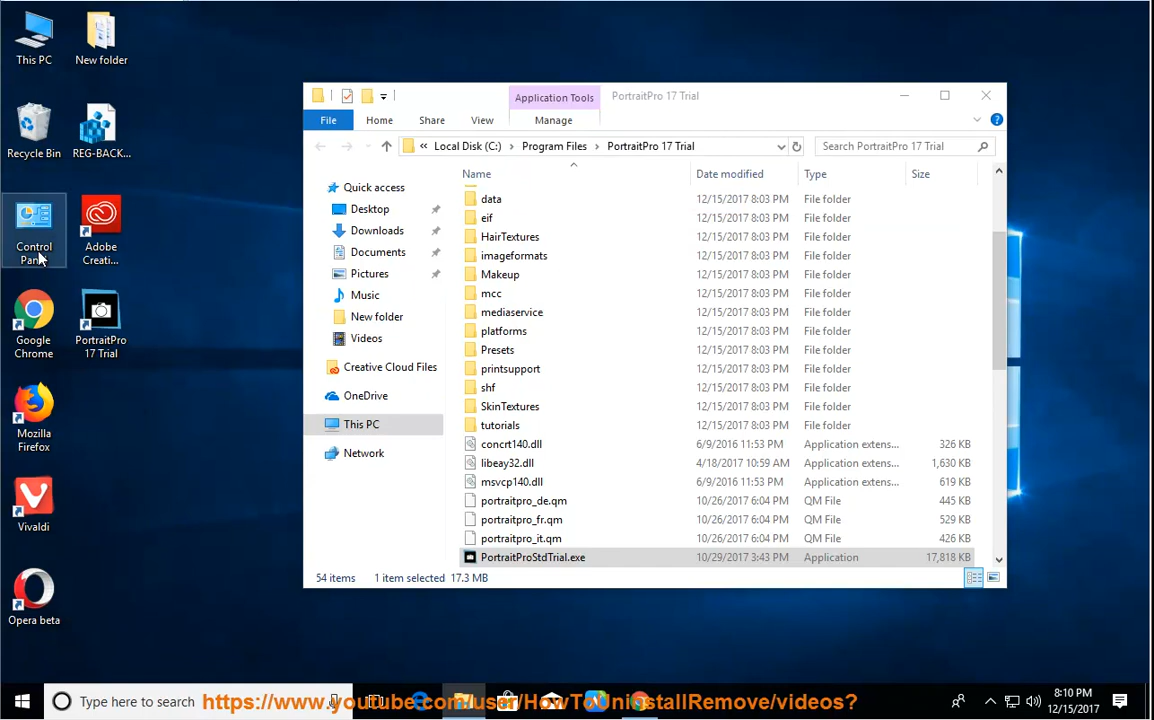 This PC
New folder
Recycle Bin
REG-BACK...
Control
Panel
Adobe
Creati...
Google
Chrome
PortraitPro
17 Trial
Mozilla
Firefox
Vivaldi
Opera beta
Application Tools
PortraitPro 17 Trial
File
Home
Share
View
Manage
« Local Disk (C:) > Program Files > PortraitPro 17 Trial
Search PortraitPro 17 Trial
Quick access
Desktop
Downloads
Documents
Pictures
Music
New folder
Videos
Creative Cloud Files
OneDrive
This PC
Network
Name Date modified Type Size
data 12/15/2017 8:03 PM File folder
eif 12/15/2017 8:03 PM File folder
HairTextures 12/15/2017 8:03 PM File folder
imageformats 12/15/2017 8:03 PM File folder
Makeup 12/15/2017 8:03 PM File folder
mcc 12/15/2017 8:03 PM File folder
mediaservice 12/15/2017 8:03 PM File folder
platforms 12/15/2017 8:03 PM File folder
Presets 12/15/2017 8:03 PM File folder
printsupport 12/15/2017 8:03 PM File folder
shf 12/15/2017 8:03 PM File folder
SkinTextures 12/15/2017 8:03 PM File folder
tutorials 12/15/2017 8:03 PM File folder
concrt140.dll 6/9/2016 11:53 PM Application extens... 326 KB
libeay32.dll 4/18/2017 10:59 AM Application extens... 1,630 KB
msvcp140.dll 6/9/2016 11:53 PM Application extens... 619 KB
portraitpro_de.qm 10/26/2017 6:04 PM QM File 445 KB
portraitpro_fr.qm 10/26/2017 6:04 PM QM File 529 KB
portraitpro_it.qm 10/26/2017 6:04 PM QM File 426 KB
PortraitProStdTrial.exe 10/29/2017 3:43 PM Application 17,818 KB
54 items 1 item selected 17.3 MB
Type here to search
https://www.youtube.com/user/HowToUninstallRemove/videos?
8:10 PM
12/15/2017